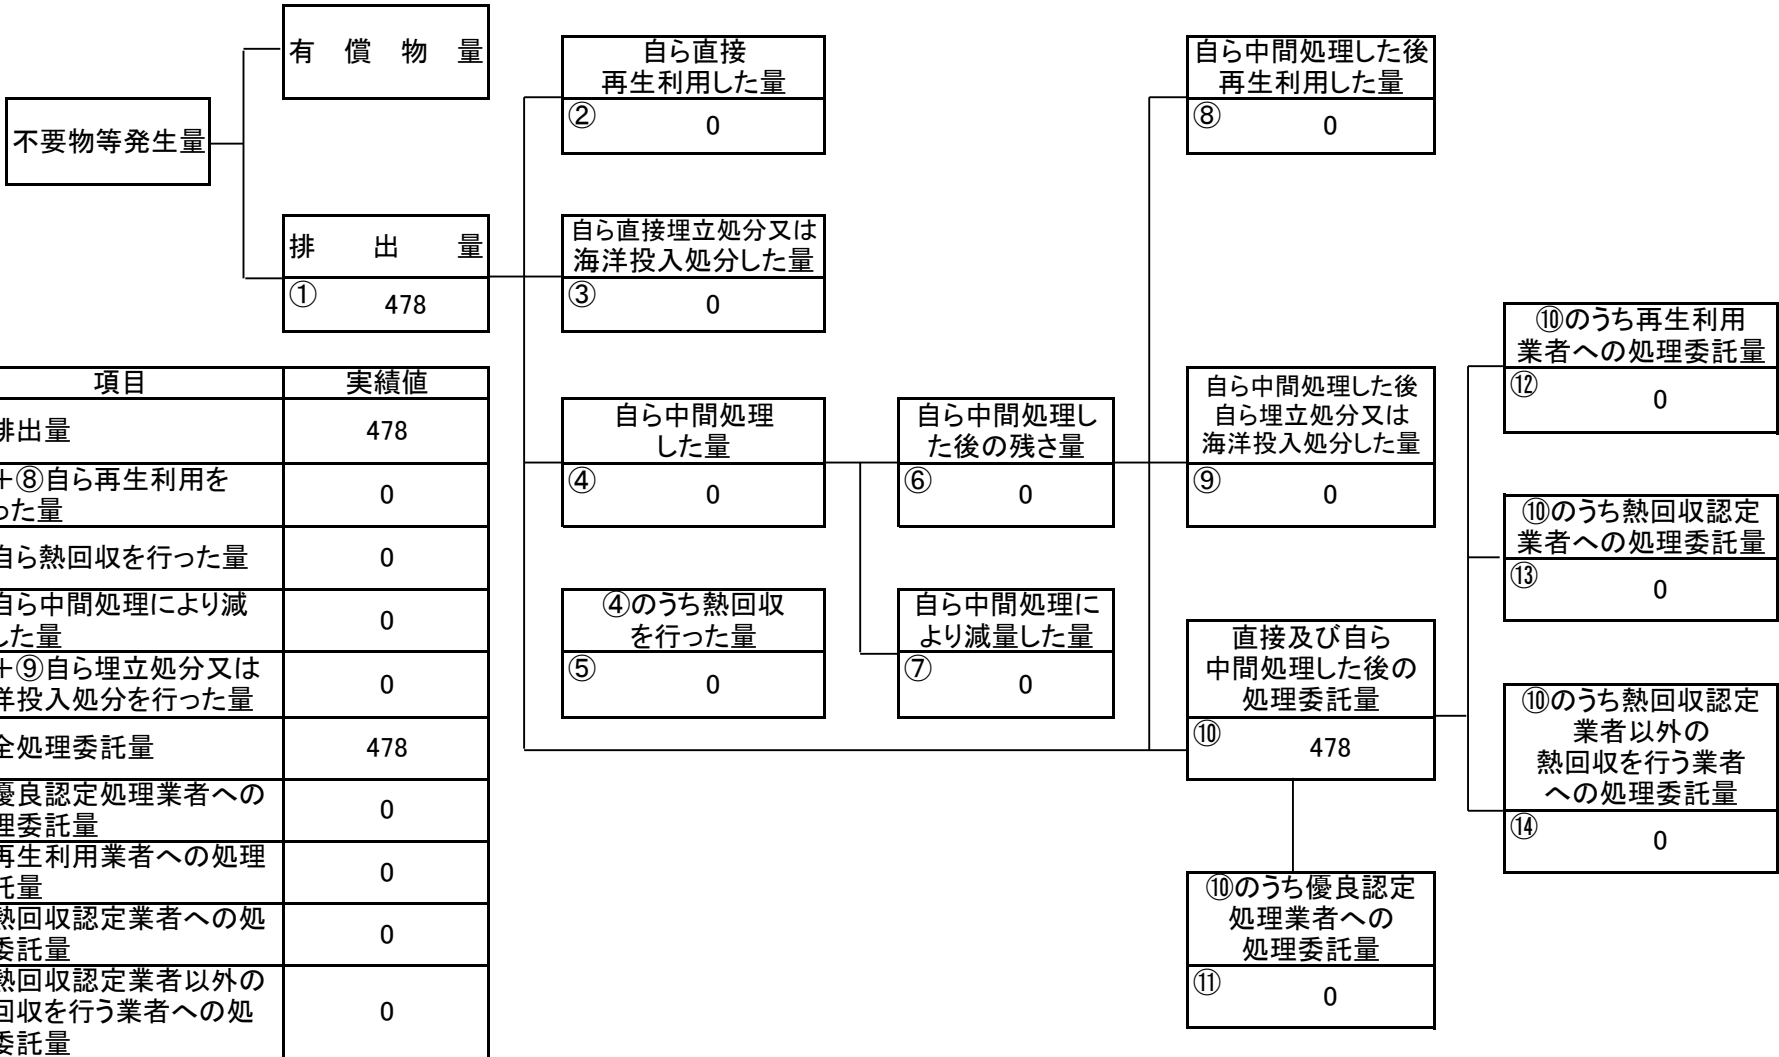 有償物量
不要物等発生量
排出量
① 478
自ら直接
再生利用した量
② 0
自ら直接埋立処分又は
海洋投入処分した量
③ 0
自ら中間処理
した量
④ 0
④のうち熱回収
を行った量
⑤ 0
自ら中間処理し
た後の残さ量
⑥ 0
自ら中間処理に
より減量した量
⑦ 0
自ら中間処理した後
再生利用した量
⑧ 0
自ら中間処理した後
自ら埋立処分又は
海洋投入処分した量
⑨ 0
直接及び自ら
中間処理した後の
処理委託量
⑩ 478
⑩のうち優良認定
処理業者への
処理委託量
⑪ 0
⑩のうち再生利用
業者への処理委託量
⑫ 0
⑩のうち熱回収認定
業者への処理委託量
⑬ 0
⑩のうち熱回収認定
業者以外の
熱回収を行う業者
への処理委託量
⑭ 0
項目 実績値
排出量 478
+⑧自ら再生利用を
った量 0
自ら熱回収を行った量 0
自ら中間処理により減
した量 0
+⑨自ら埋立処分又は
洋投入処分を行った量 0
全処理委託量 478
優良認定処理業者への
理委託量 0
再生利用業者への処理
託量 0
熱回収認定業者への処
委託量 0
熱回収認定業者以外の
回収を行う業者への処
委託量 0